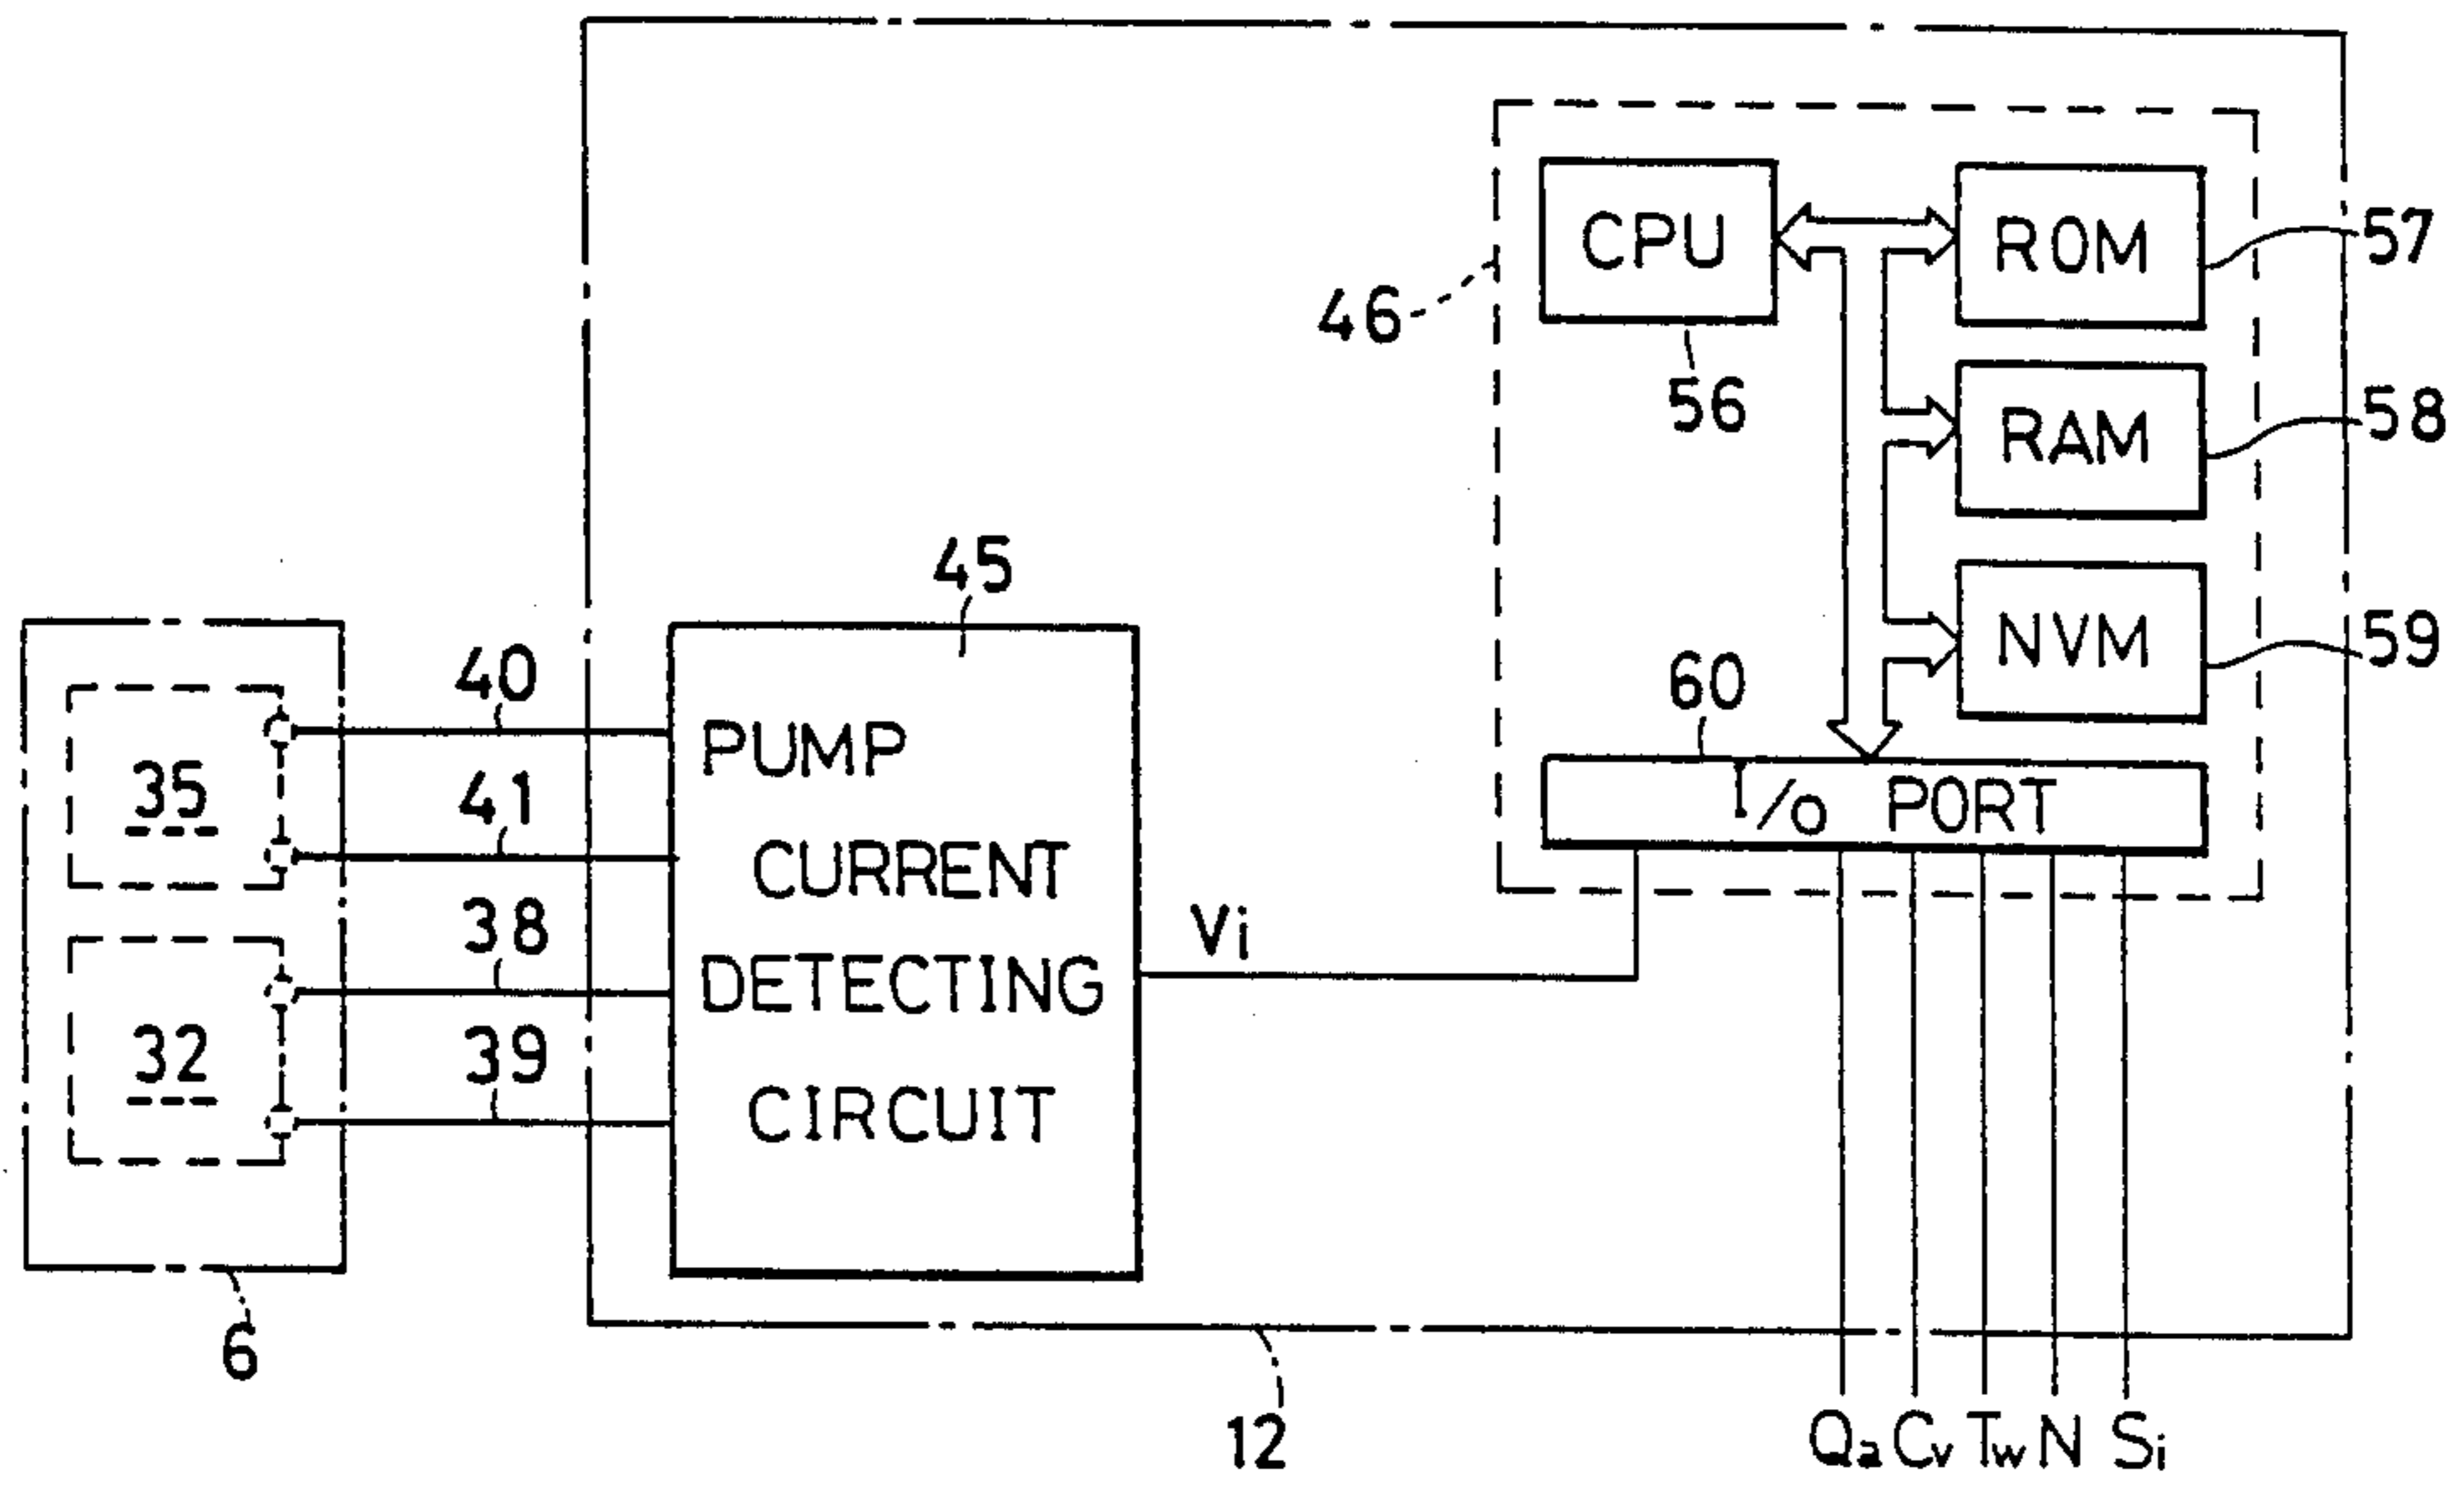 CPU
ROM
57
46
56
RAM
58
45
NVM
59
40
60
PUMP
35
41
I/o PORT
CURRENT
38
Vi
DETECTING
32
39
CIRCUIT
6
12
Qa Cv Tw N Si